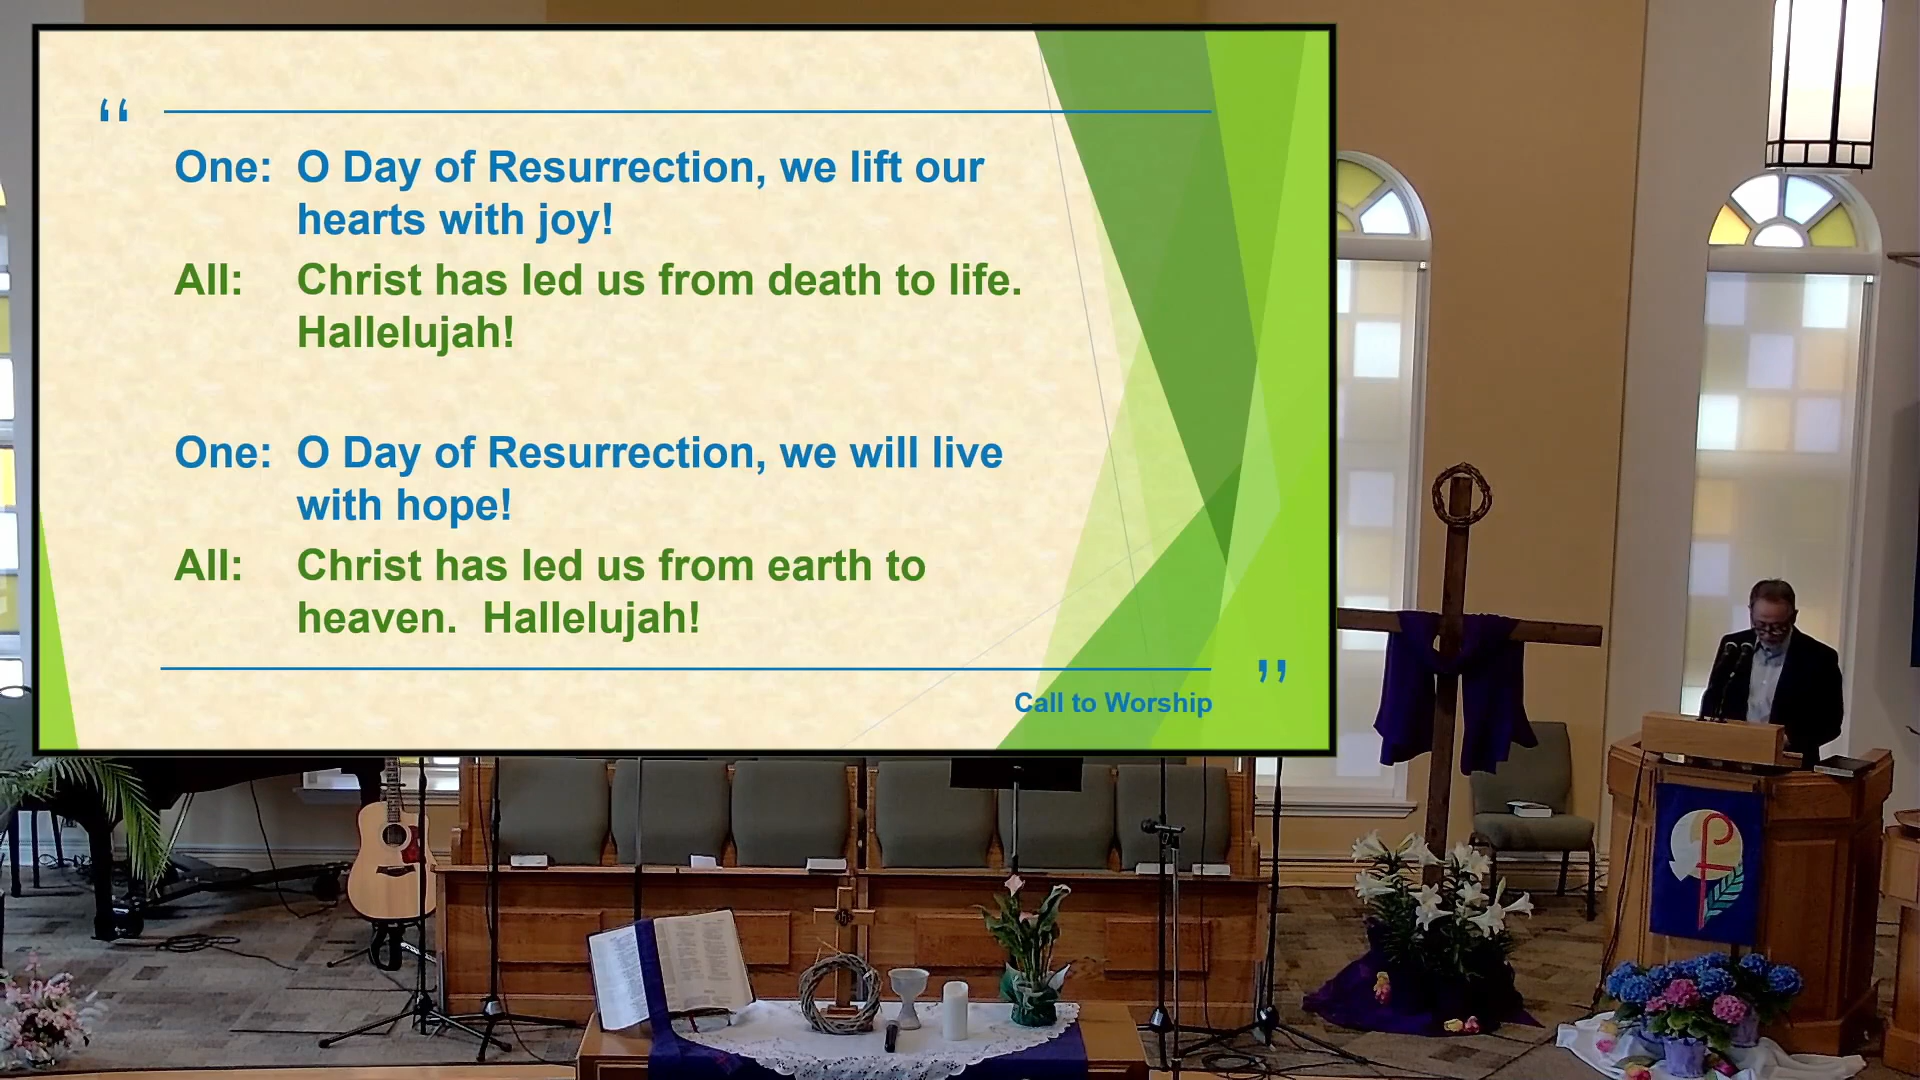 “
One: O Day of Resurrection, we lift our
hearts with joy!
All: Christ has led us from death to life.
Hallelujah!
One: O Day of Resurrection, we will live
with hope!
All: Christ has led us from earth to
heaven. Hallelujah!
”
Call to Worship